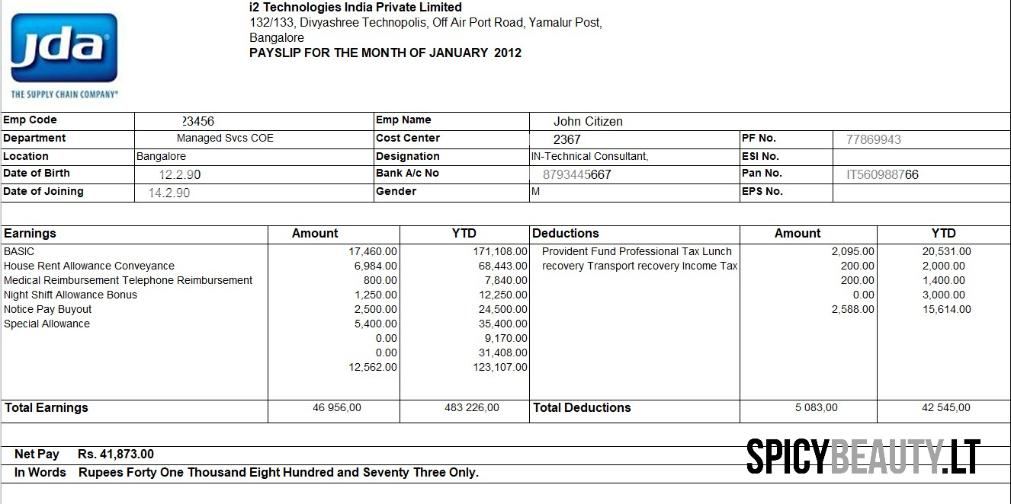 jda
THE SUPPLY CHAIN COMPANY®
i2 Technologies India Private Limited
132/133, Divyashree Technopolis, Off Air Port Road, Yamalur Post,
Bangalore
PAYSLIP FOR THE MONTH OF JANUARY 2012
Emp Code 23456 Emp Name John Citizen
Department Managed Svcs COE Cost Center 2367 PF No. 77869943
Location Bangalore Designation IN-Technical Consultant, ESI No.
Date of Birth 12.2.90 Bank A/c No 8793445667 Pan No. IT560988766
Date of Joining 14.2.90 Gender M EPS No.
Earnings Amount YTD Deductions Amount YTD
BASIC 17,460.00 171,108.00 Provident Fund Professional Tax Lunch 2,095.00 20,531.00
House Rent Allowance Conveyance 6,984.00 68,443.00 recovery Transport recovery Income Tax 200.00 2,000.00
Medical Reimbursement Telephone Reimbursement 800.00 7,840.00 200.00 1,400.00
Night Shift Allowance Bonus 1,250.00 12,250.00 0.00 3,000.00
Notice Pay Buyout 2,500.00 24,500.00 2,588.00 15,614.00
Special Allowance 5,400.00 35,400.00
0.00 9,170.00
0.00 31,408.00
12,562.00 123,107.00
Total Earnings 46 956,00 483 226,00 Total Deductions 5 083,00 42 545,00
Net Pay Rs. 41,873.00
In Words Rupees Forty One Thousand Eight Hundred and Seventy Three Only.
SPICYBEAUTY.LT